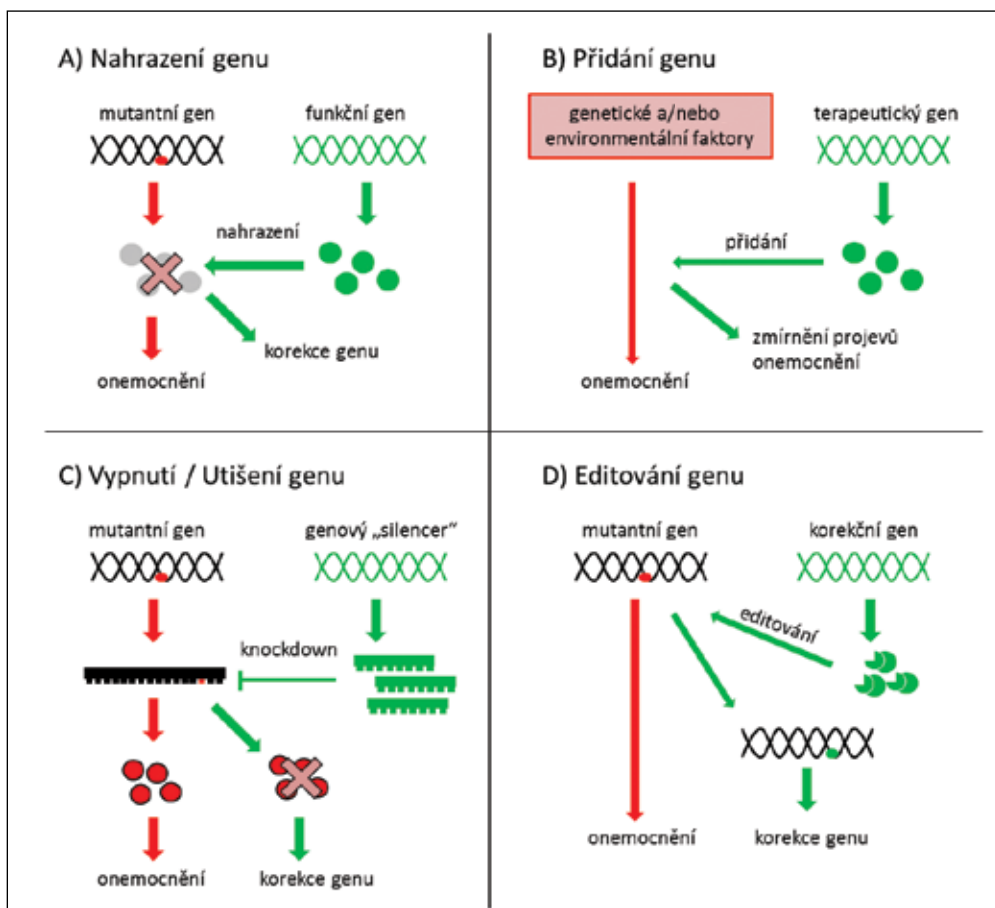 A) Nahrazení genu
mutantní gen
funkční gen
nahrazení
korekce genu
onemocnění
B) Přidání genu
genetické a/nebo
environmentální faktory
terapeutický gen
přidání
zmírnění projevů
onemocnění
onemocnění
C) Vypnutí / Utišení genu
mutantní gen
genový „silencer“
knockdown
onemocnění
korekce genu
D) Editování genu
mutantní gen
korekční gen
editování
onemocnění
korekce genu